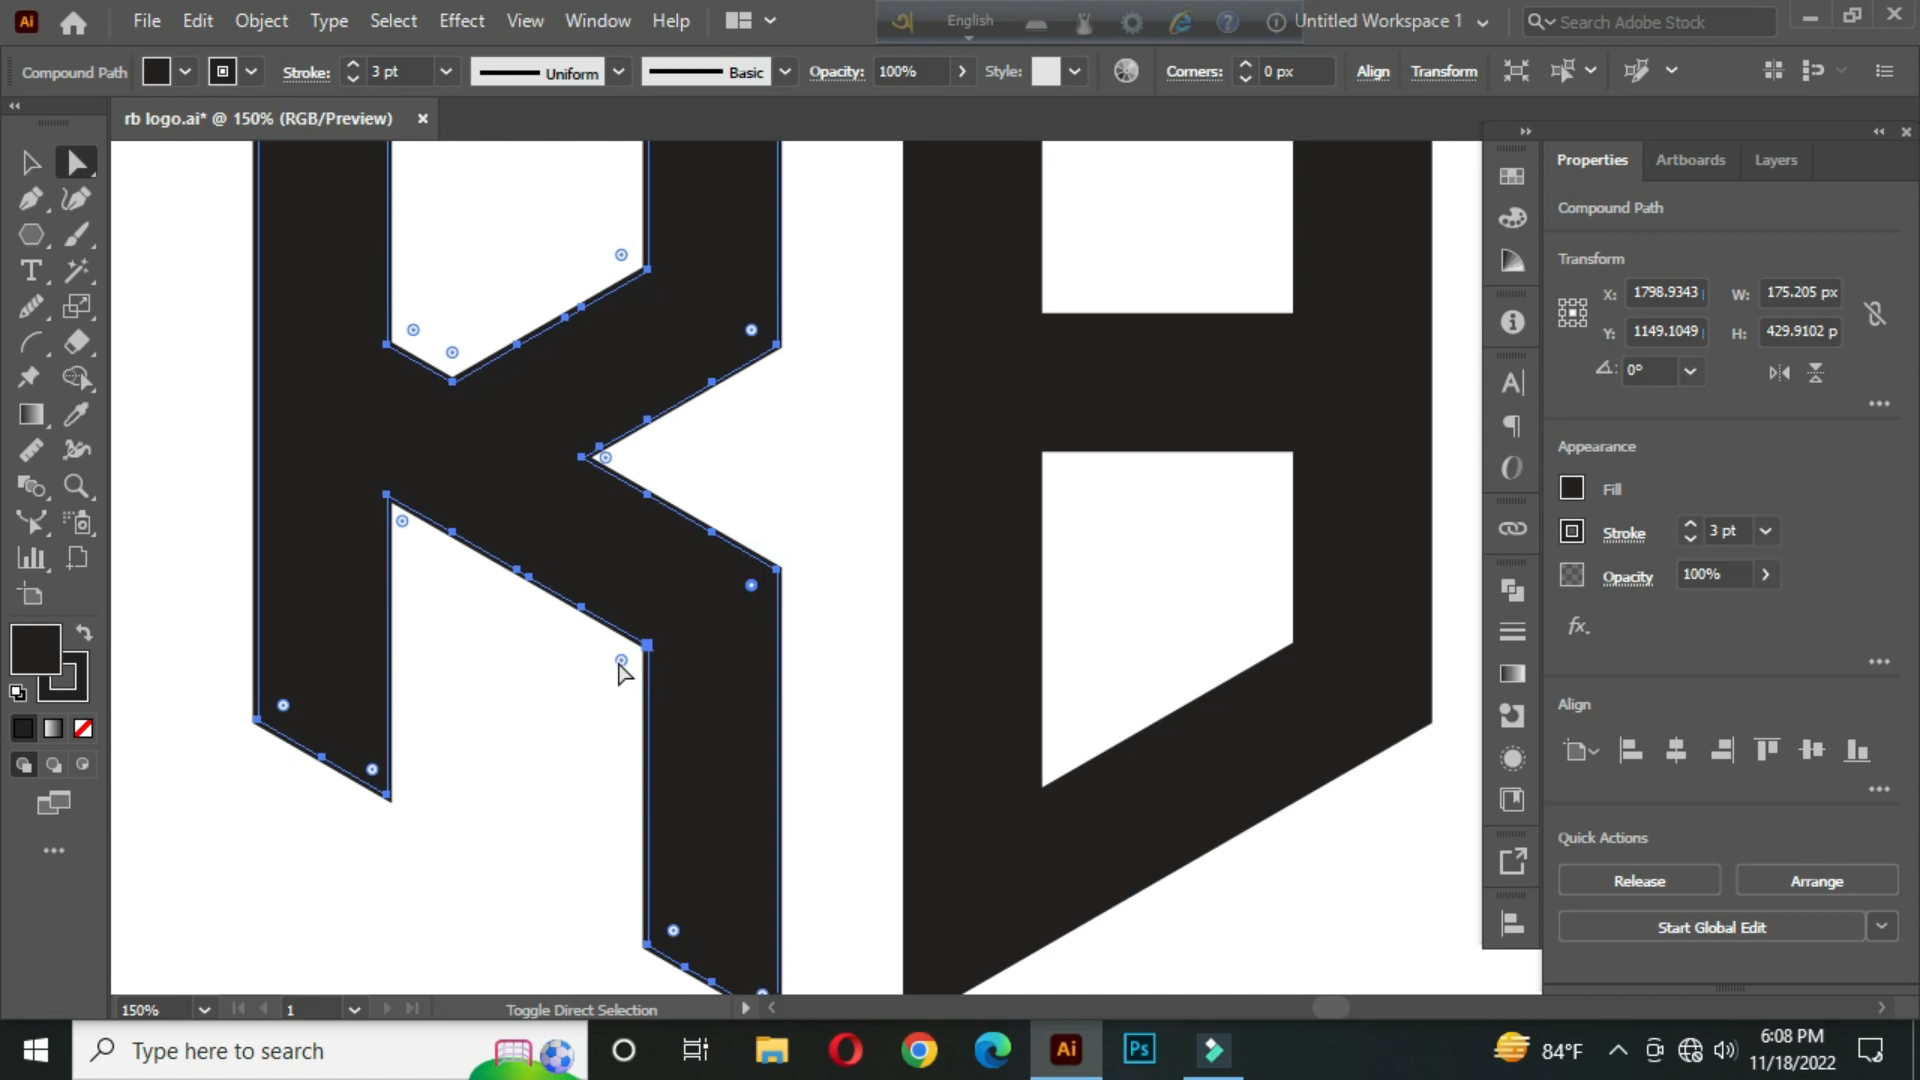 Ai File Edit Object Type Select Effect View Window Help English Untitled Workspace 1 Search Adobe Stock
Compound Path Stroke: 3 pt Uniform Basic Opacity: 100% Style: Corners: 0 px Align Transform
rb logo.ai* @ 150% (RGB/Preview)
Properties Artboards Layers
Compound Path
Transform
X: 1798.9343 W: 175.205 px
Y: 1149.1049 H: 429.9102 p
0°
Appearance
Fill
Stroke 3 pt
Opacity 100%
fx.
Align
Quick Actions
Release Arrange
Start Global Edit
150% 1 Toggle Direct Selection
Type here to search Ai Ps 84°F 6:08 PM
11/18/2022